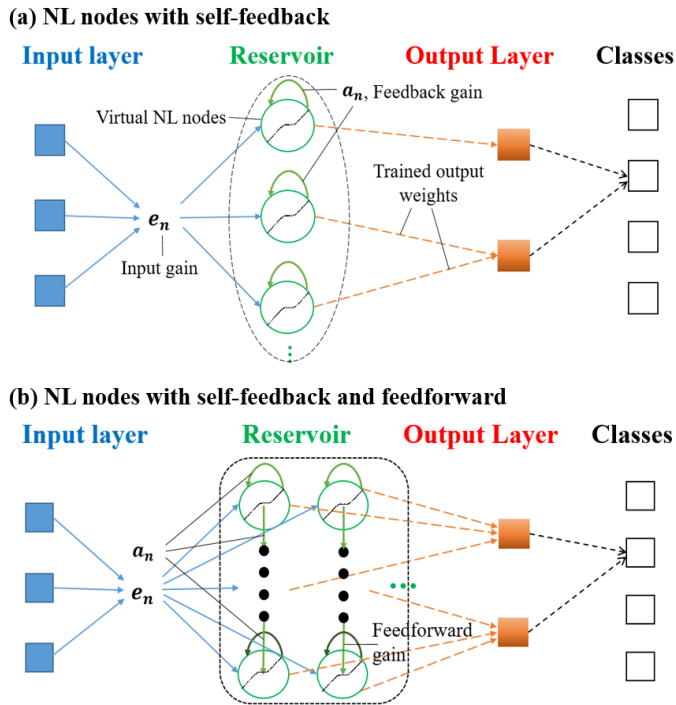 (a) NL nodes with self-feedback
Input layer
Reservoir
Output Layer
Classes
aₙ, Feedback gain
Virtual NL nodes
Trained output
weights
eₙ
Input gain
(b) NL nodes with self-feedback and feedforward
Input layer
Reservoir
Output Layer
Classes
aₙ
eₙ
Feedforward
gain